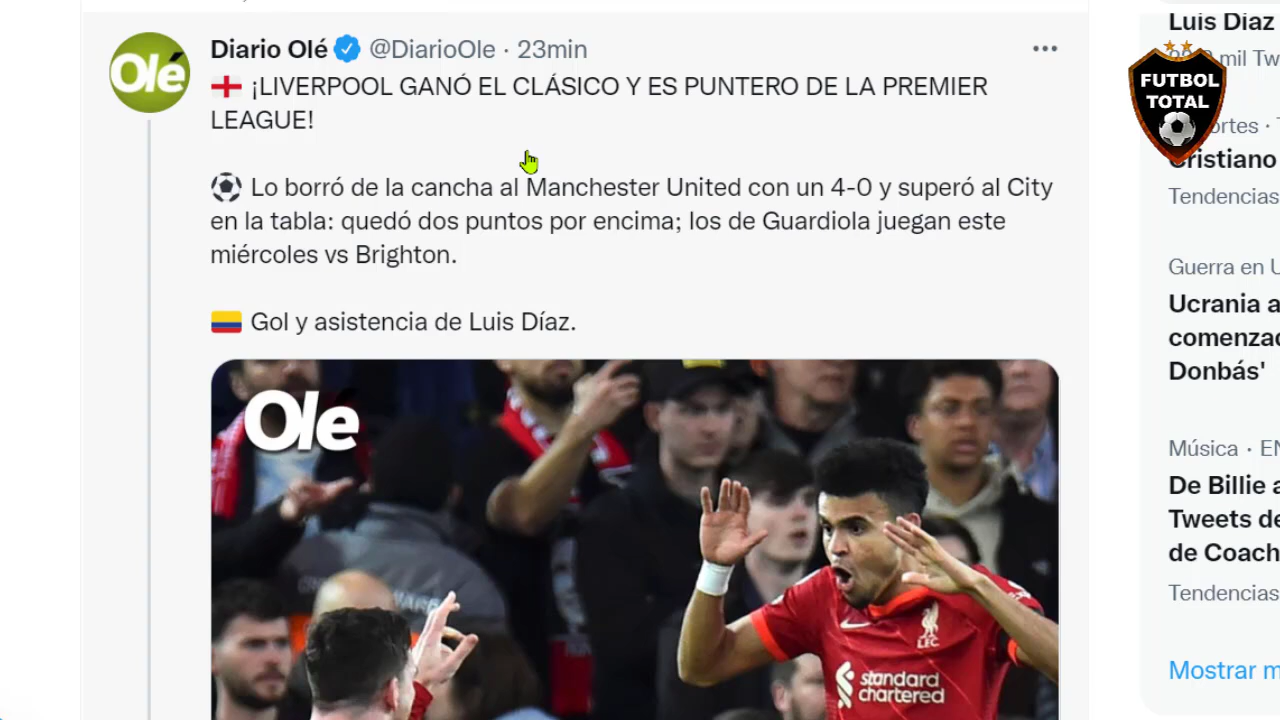 Diario Olé @DiarioOle · 23min
¡LIVERPOOL GANÓ EL CLÁSICO Y ES PUNTERO DE LA PREMIER
LEAGUE!
Lo borró de la cancha al Manchester United con un 4-0 y superó al City
en la tabla: quedó dos puntos por encima; los de Guardiola juegan este
miércoles vs Brighton.
Gol y asistencia de Luis Díaz.
Olé
Olé
LFC
standard
chartered
Luis Díaz
mil Tw
FUTBOL
TOTAL
ortes ·
Cristiano
Tendencias
Guerra en U
Ucrania a
comenzad
Donbás'
Música · EN
De Billie a
Tweets de
de Coach
Tendencias
Mostrar m